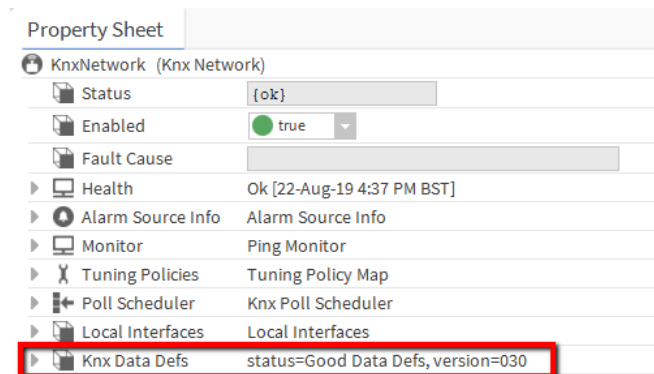 Property Sheet
KnxNetwork (Knx Network)
Status {ok}
Enabled true
Fault Cause
Health Ok [22-Aug-19 4:37 PM BST]
Alarm Source Info Alarm Source Info
Monitor Ping Monitor
Tuning Policies Tuning Policy Map
Poll Scheduler Knx Poll Scheduler
Local Interfaces Local Interfaces
Knx Data Defs status=Good Data Defs, version=030